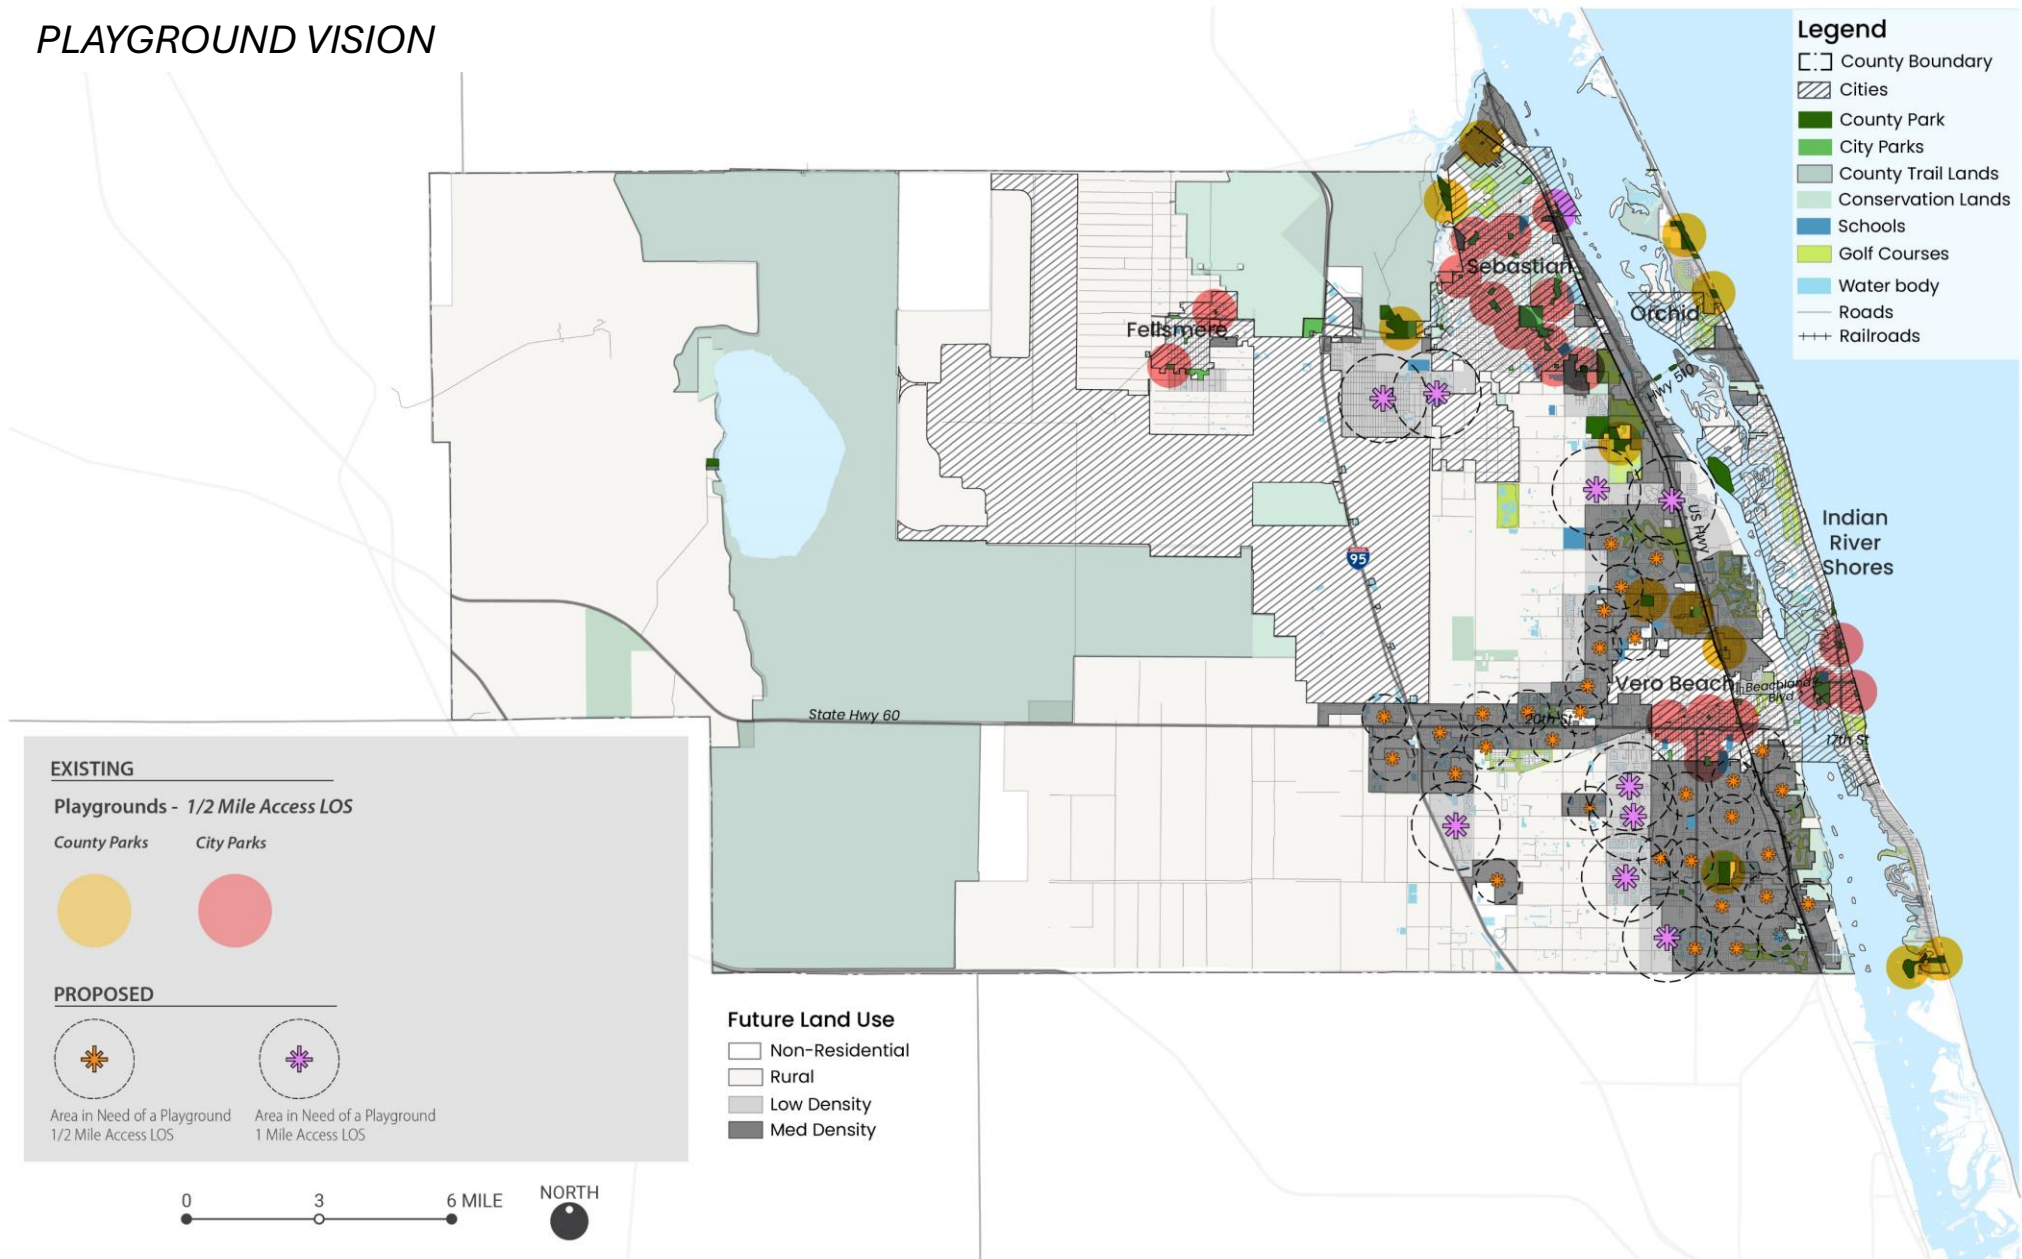 PLAYGROUND VISION
Legend
County Boundary
Cities
County Park
City Parks
County Trail Lands
Conservation Lands
Schools
Golf Courses
Water body
Roads
Railroads
Sebastian
Orchid
Fellsmere
Hwy 510
Indian
River
Shores
US Hwy 1
INTERSTATE
95
Vero Beach
Beachland
Blvd
State Hwy 60
20th St
17th St
EXISTING
Playgrounds - 1/2 Mile Access LOS
County Parks City Parks
PROPOSED
Area in Need of a Playground
1/2 Mile Access LOS
Area in Need of a Playground
1 Mile Access LOS
Future Land Use
Non-Residential
Rural
Low Density
Med Density
0 3 6 MILE
NORTH